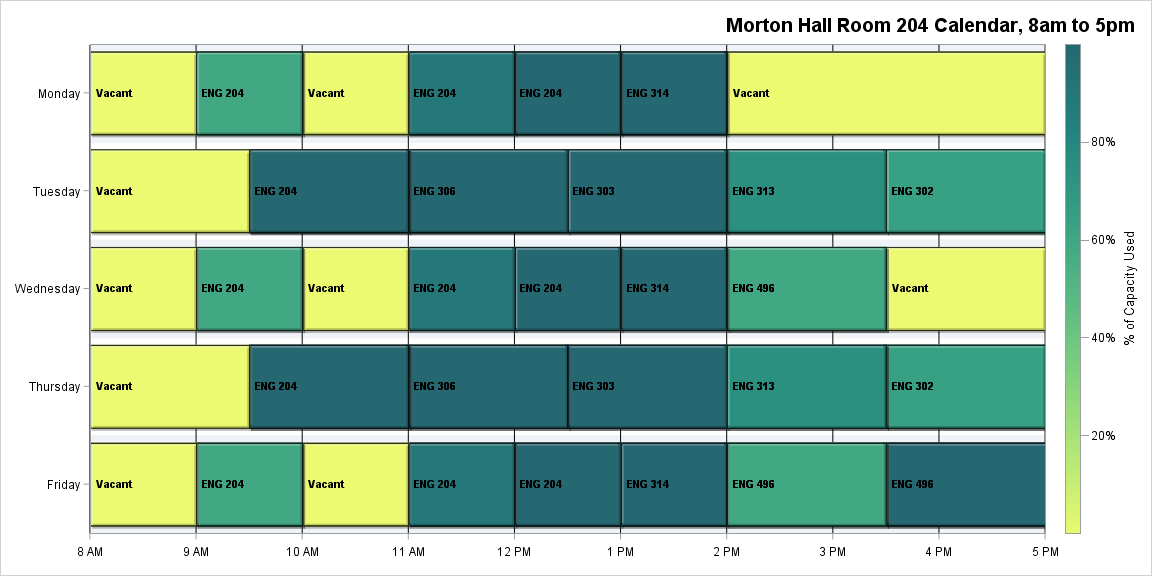 Morton Hall Room 204 Calendar, 8am to 5pm
Monday Vacant ENG 204 Vacant ENG 204 ENG 204 ENG 314 Vacant
Tuesday Vacant ENG 204 ENG 306 ENG 303 ENG 313 ENG 302
Wednesday Vacant ENG 204 Vacant ENG 204 ENG 204 ENG 314 ENG 496 Vacant
Thursday Vacant ENG 204 ENG 306 ENG 303 ENG 313 ENG 302
Friday Vacant ENG 204 Vacant ENG 204 ENG 204 ENG 314 ENG 496 ENG 496
8 AM 9 AM 10 AM 11 AM 12 PM 1 PM 2 PM 3 PM 4 PM 5 PM
80%
60%
40%
20%
% of Capacity Used